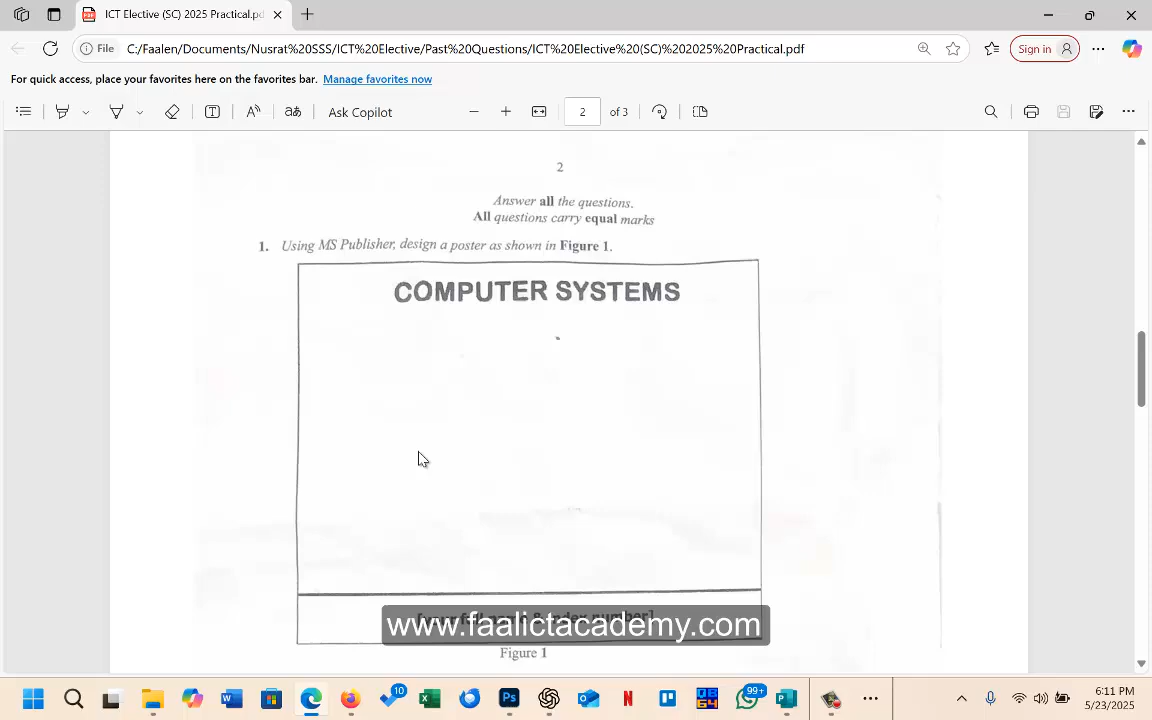 ICT Elective (SC) 2025 Practical.pd
File
C:/Faalen/Documents/Nusrat%20SSS/ICT%20Elective/Past%20Questions/ICT%20Elective%20(SC)%202025%20Practical.pdf
Sign in
For quick access, place your favorites here on the favorites bar. Manage favorites now
Ask Copilot
2 of 3
2
Answer all the questions.
All questions carry equal marks
1. Using MS Publisher, design a poster as shown in Figure 1.
COMPUTER SYSTEMS
www.faalictacademy.com
Figure 1
10
99+
6:11 PM
5/23/2025